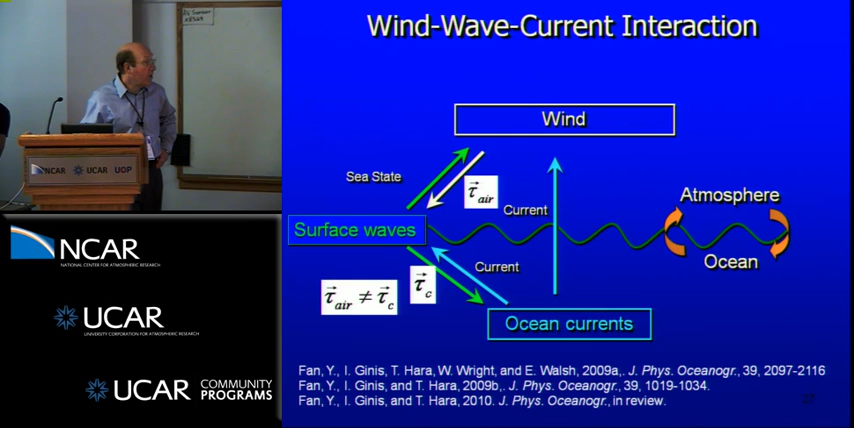 Wind-Wave-Current Interaction
Wind
Sea State
τ air
Current
Atmosphere
Surface waves
Ocean
Current
τ air ≠ τ c
τ c
Ocean currents
Fan, Y., I. Ginis, T. Hara, W. Wright, and E. Walsh, 2009a,. J. Phys. Oceanogr., 39, 2097-2116
Fan, Y., I. Ginis, and T. Hara, 2009b,. J. Phys. Oceanogr., 39, 1019-1034.
Fan, Y., I. Ginis, and T. Hara, 2010. J. Phys. Oceanogr., in review.
NCAR UCAR UOP
NCAR
NATIONAL CENTER FOR ATMOSPHERIC RESEARCH
UCAR
UNIVERSITY CORPORATION FOR ATMOSPHERIC RESEARCH
UCAR COMMUNITY
PROGRAMS